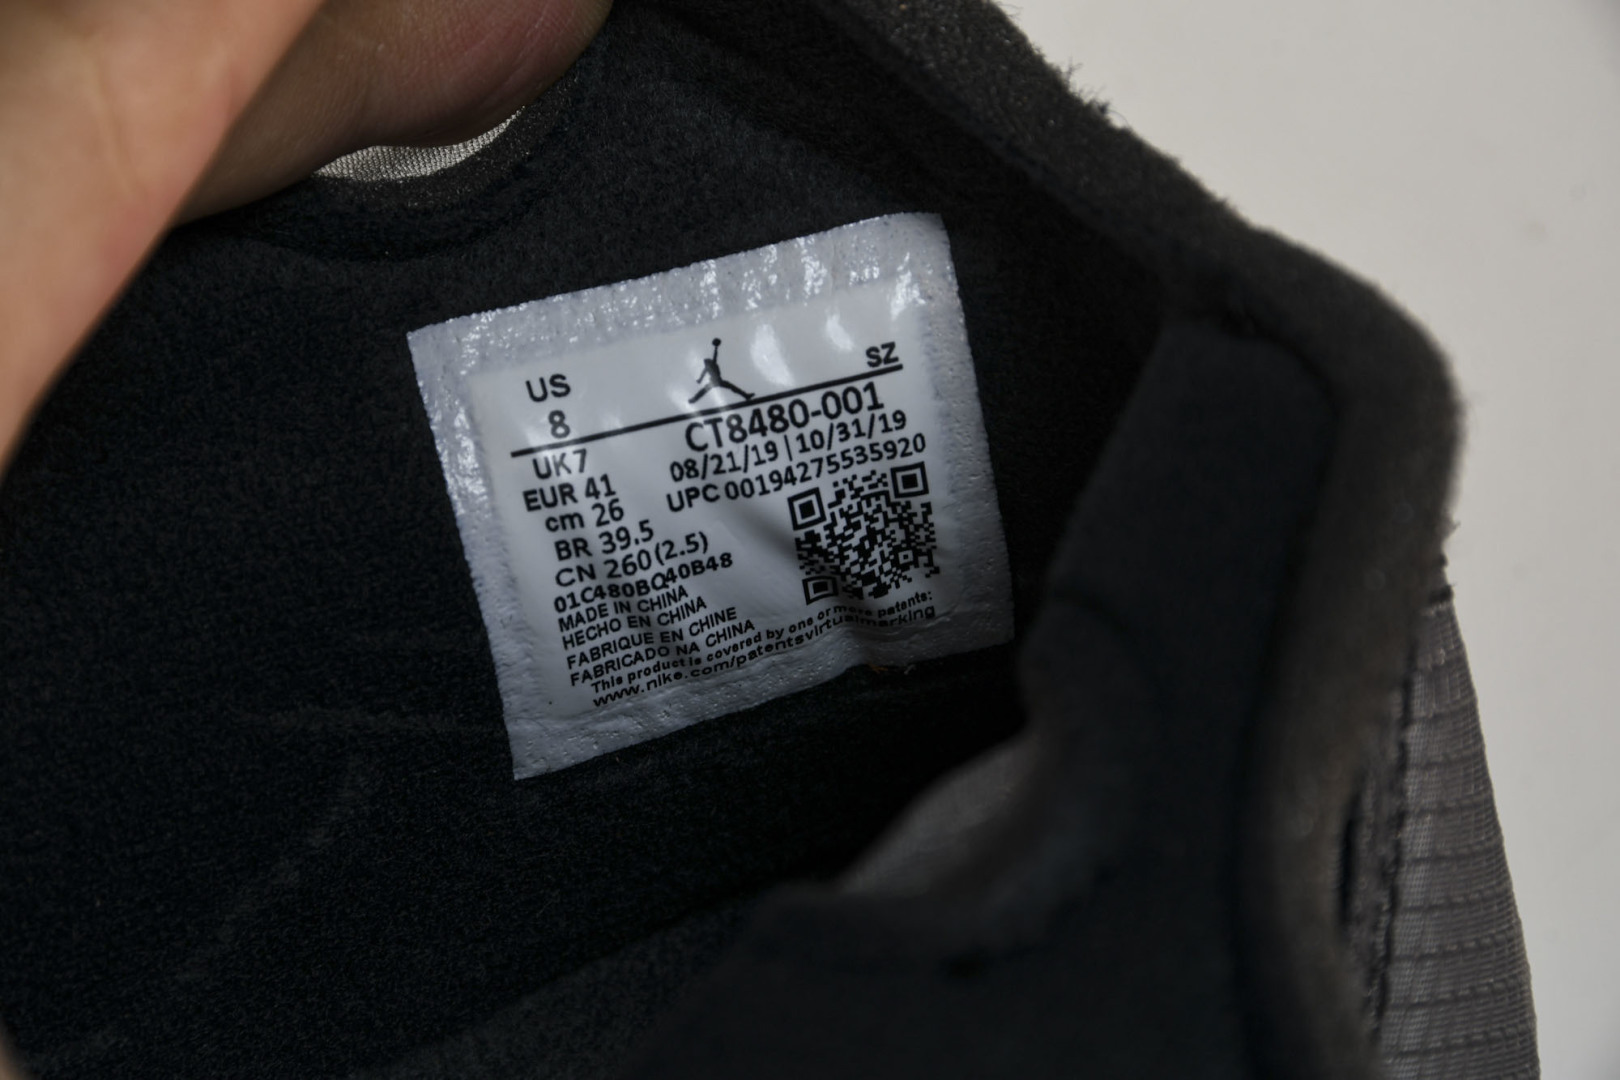 US SZ
8 CT8480-001
UK7 08/21/19|10/31/19
EUR 41 UPC 00194275535920
cm 26
BR 39.5
CN 260(2.5)
01C480BQ40B48
MADE IN CHINA
HECHO EN CHINA
FABRIQUE EN CHINE
FABRICADO NA CHINA
This product is covered by one or more patents:
www.nike.com/patentsvirtualmarking